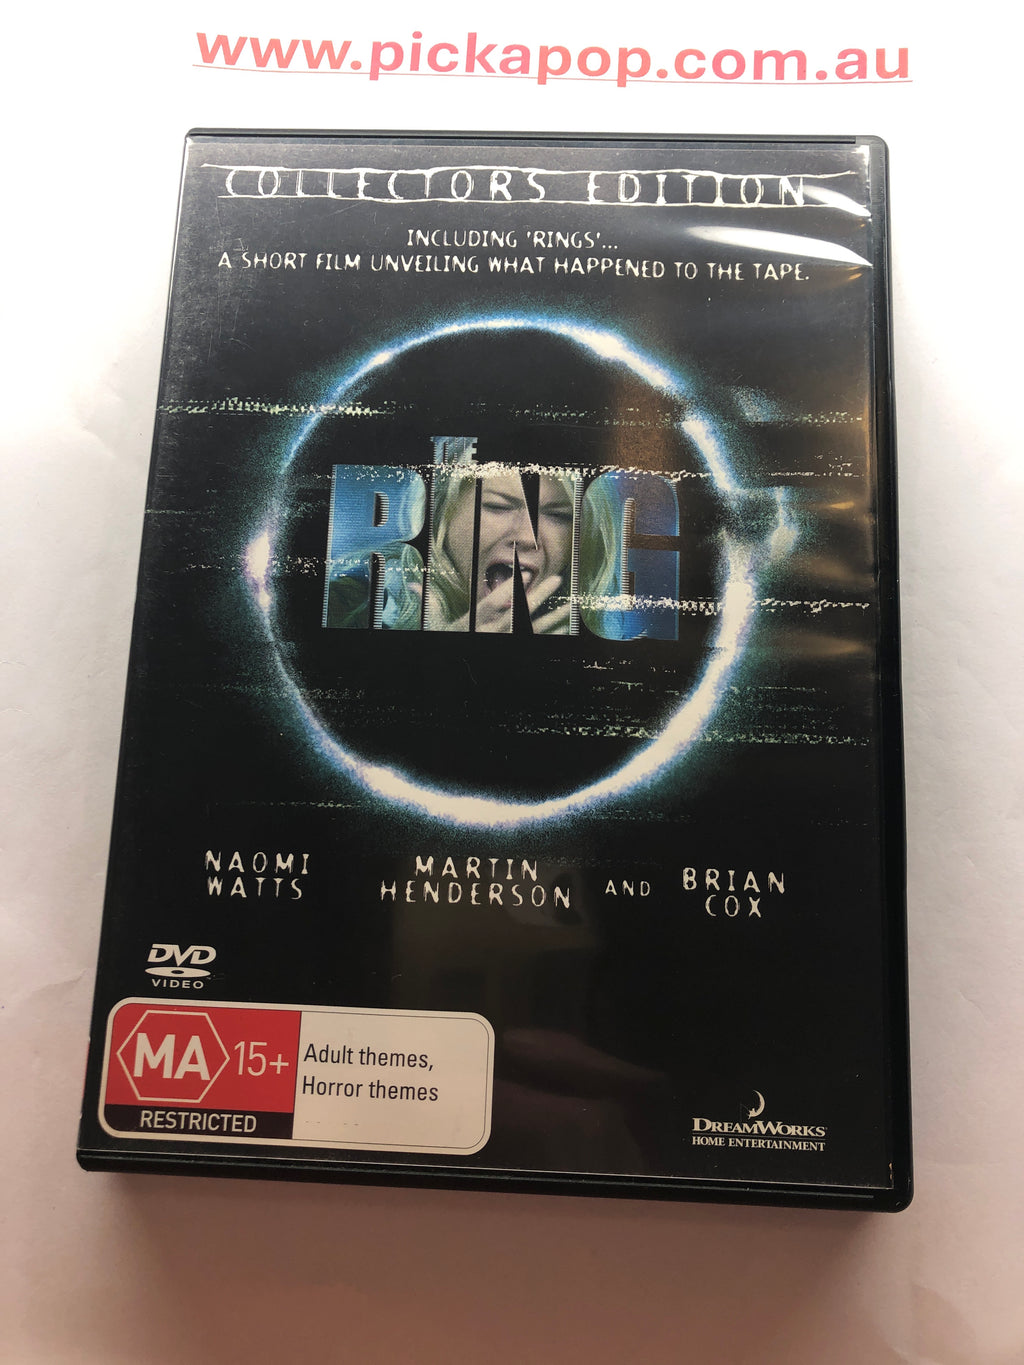 www.pickapop.com.au
COLLECTORS EDITION
INCLUDING 'RINGS'...
A SHORT FILM UNVEILING WHAT HAPPENED TO THE TAPE.
THE
RING
NAOMI WATTS
MARTIN HENDERSON
AND
BRIAN COX
DVD
VIDEO
MA 15+
RESTRICTED
Adult themes,
Horror themes
DREAMWORKS
HOME ENTERTAINMENT